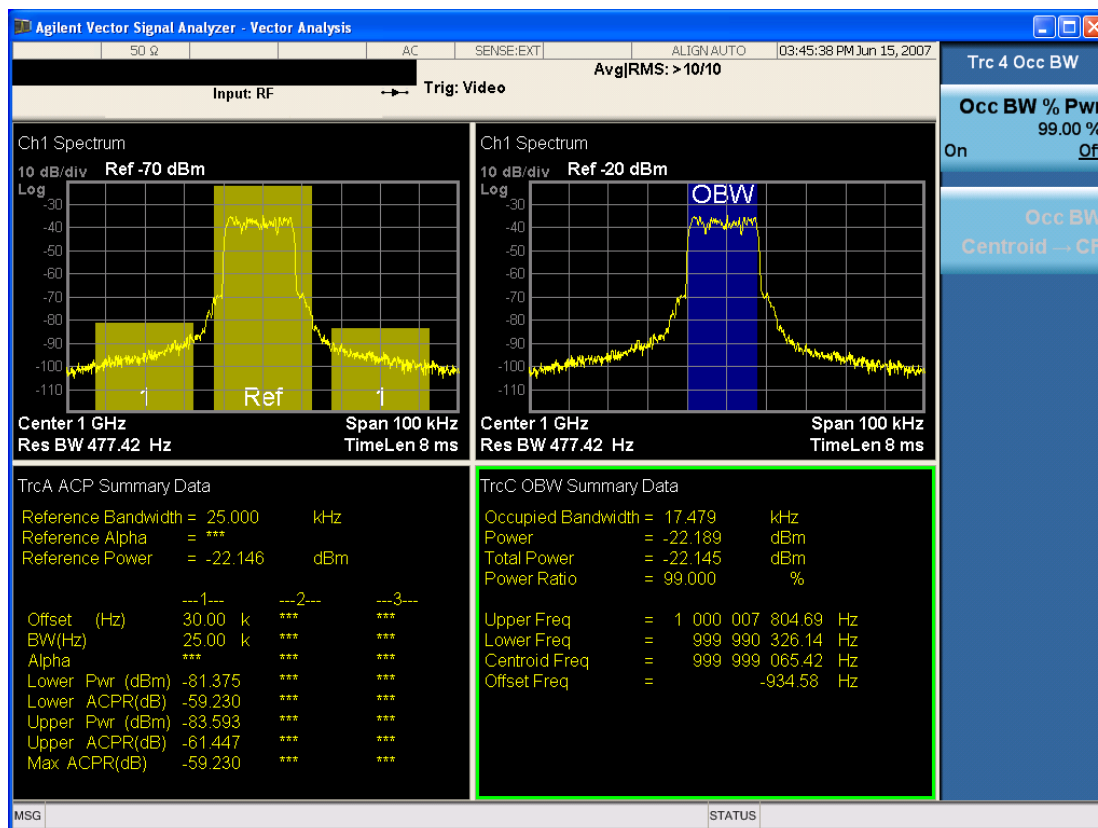 Agilent Vector Signal Analyzer - Vector Analysis
50 Ω AC SENSE:EXT ALIGN AUTO 03:45:38 PM Jun 15, 2007
Avg|RMS: >10/10
Input: RF Trig: Video
Trc 4 Occ BW
Occ BW % Pwr
99.00 %
On Off
Occ BW
Centroid → CF
Ch1 Spectrum
10 dB/div Ref -70 dBm
Log
-30
-40
-50
-60
-70
-80
-90
-100
-110
1 Ref 1
Center 1 GHz Span 100 kHz
Res BW 477.42 Hz TimeLen 8 ms
Ch1 Spectrum
10 dB/div Ref -20 dBm
Log
OBW
-30
-40
-50
-60
-70
-80
-90
-100
-110
Center 1 GHz Span 100 kHz
Res BW 477.42 Hz TimeLen 8 ms
TrcA ACP Summary Data
Reference Bandwidth = 25.000 kHz
Reference Alpha = ***
Reference Power = -22.146 dBm
---1--- ---2--- ---3---
Offset (Hz) 30.00 k *** ***
BW(Hz) 25.00 k *** ***
Alpha *** *** ***
Lower Pwr (dBm) -81.375 *** ***
Lower ACPR(dB) -59.230 *** ***
Upper Pwr (dBm) -83.593 *** ***
Upper ACPR(dB) -61.447 *** ***
Max ACPR(dB) -59.230 *** ***
TrcC OBW Summary Data
Occupied Bandwidth = 17.479 kHz
Power = -22.189 dBm
Total Power = -22.145 dBm
Power Ratio = 99.000 %
Upper Freq = 1 000 007 804.69 Hz
Lower Freq = 999 990 326.14 Hz
Centroid Freq = 999 999 065.42 Hz
Offset Freq = -934.58 Hz
MSG STATUS